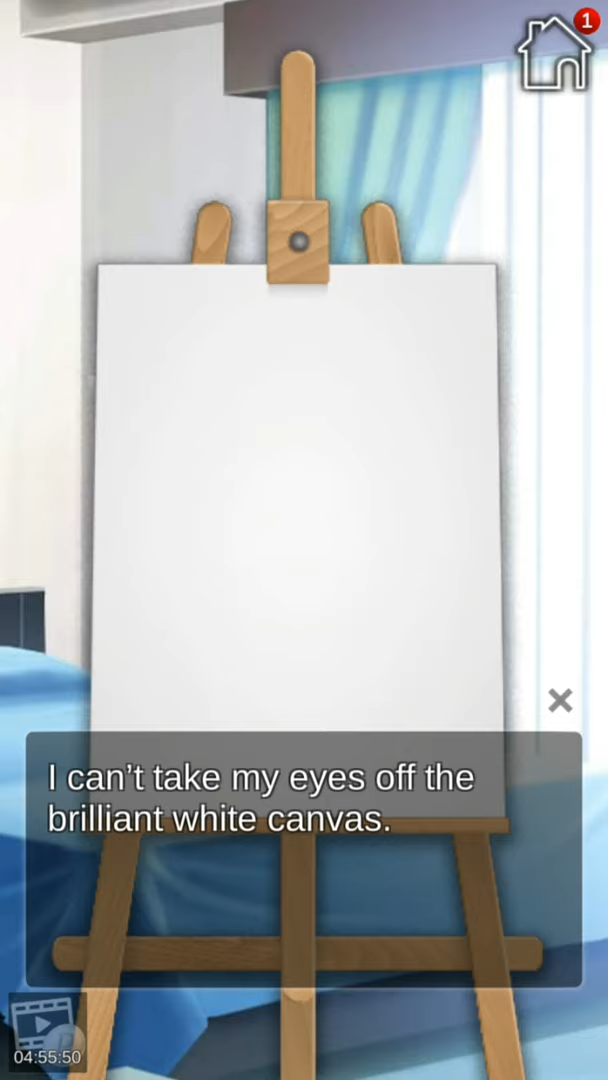 1
I can’t take my eyes off the
brilliant white canvas.
04:55:50